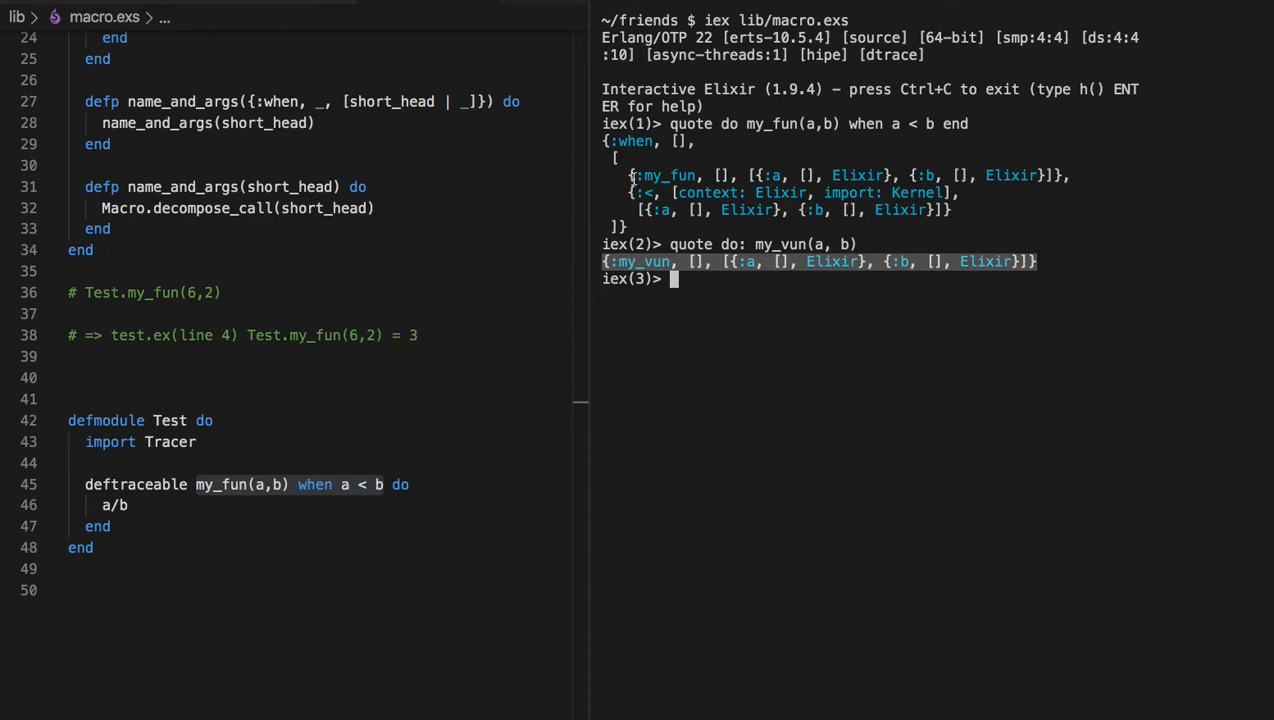 lib > macro.exs > ...
24 end
25 end
26
27 defp name_and_args({:when, _, [short_head | _]}) do
28 name_and_args(short_head)
29 end
30
31 defp name_and_args(short_head) do
32 Macro.decompose_call(short_head)
33 end
34 end
35
36 # Test.my_fun(6,2)
37
38 # => test.ex(line 4) Test.my_fun(6,2) = 3
39
40
41
42 defmodule Test do
43 import Tracer
44
45 deftraceable my_fun(a,b) when a < b do
46 a/b
47 end
48 end
49
50
~/friends $ iex lib/macro.exs
Erlang/OTP 22 [erts-10.5.4] [source] [64-bit] [smp:4:4] [ds:4:4
:10] [async-threads:1] [hipe] [dtrace]
Interactive Elixir (1.9.4) - press Ctrl+C to exit (type h() ENT
ER for help)
iex(1)> quote do my_fun(a,b) when a < b end
{:when, [],
[
{:my_fun, [], [{:a, [], Elixir}, {:b, [], Elixir}]},
{:<, [context: Elixir, import: Kernel],
[{:a, [], Elixir}, {:b, [], Elixir}]}
]}
iex(2)> quote do: my_vun(a, b)
{:my_vun, [], [{:a, [], Elixir}, {:b, [], Elixir}]}
iex(3)>